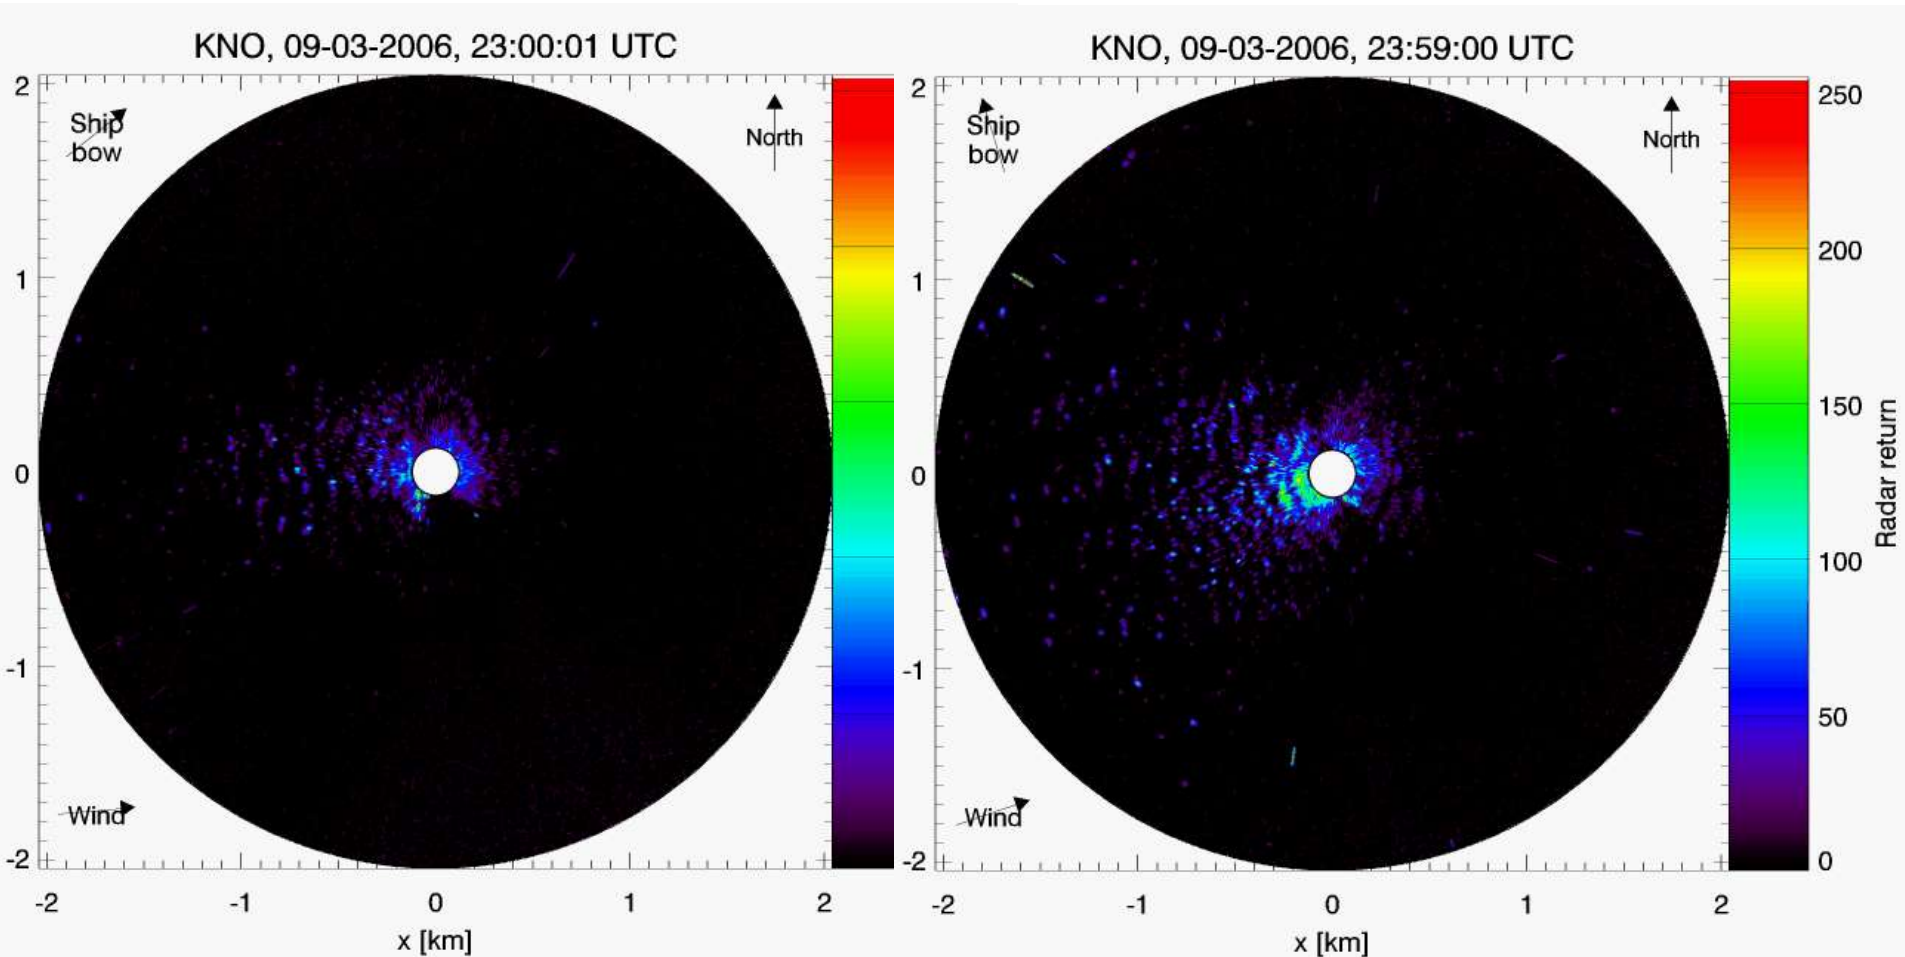 KNO, 09-03-2006, 23:00:01 UTC
2
1
0
-1
-2
Ship
bow
North
Wind
-2
-1
0
1
2
x [km]
KNO, 09-03-2006, 23:59:00 UTC
2
1
0
-1
-2
Ship
bow
North
Wind
-2
-1
0
1
2
x [km]
250
200
150
100
50
0
Radar return